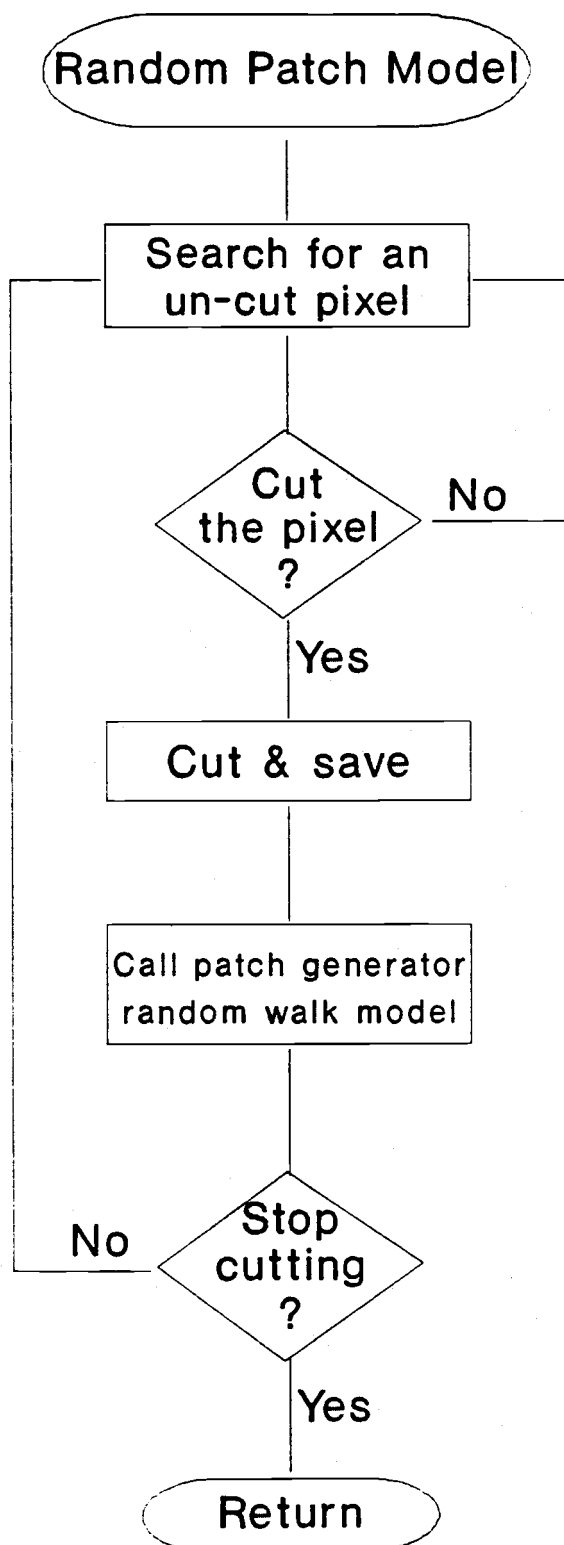 Random Patch Model
Search for an
un-cut pixel
Cut
the pixel
?
No
Yes
Cut & save
Call patch generator
random walk model
Stop
cutting
?
No
Yes
Return